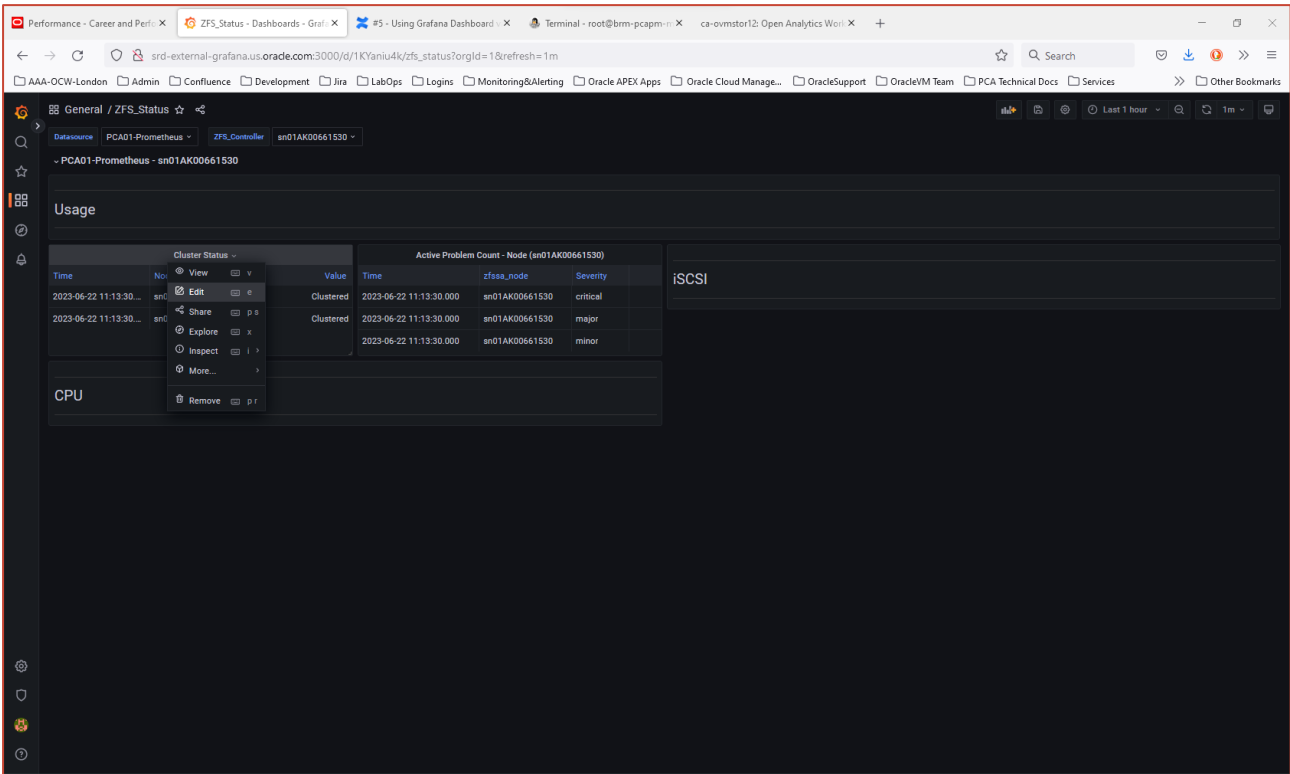 Performance - Career and Perfo
ZFS_Status - Dashboards - Grafa
#5 - Using Grafana Dashboard v
Terminal - root@brm-pcapm-m
ca-ovmstor12: Open Analytics Work
srd-external-grafana.us.oracle.com:3000/d/1KYaniu4k/zfs_status?orgId=1&refresh=1m
Search
AAA-OCW-London Admin Confluence Development Jira LabOps Logins Monitoring&Alerting Oracle APEX Apps Oracle Cloud Manage... OracleSupport OracleVM Team PCA Technical Docs Services Other Bookmarks
General / ZFS_Status
Last 1 hour
1m
Datasource PCA01-Prometheus ZFS_Controller sn01AK00661530
PCA01-Prometheus - sn01AK00661530
Usage
Cluster Status
Time Value
2023-06-22 11:13:30.... Clustered
2023-06-22 11:13:30.... Clustered
View v
Edit e
Share p s
Explore x
Inspect i
More...
Remove p r
Active Problem Count - Node (sn01AK00661530)
Time zfssa_node Severity
2023-06-22 11:13:30.000 sn01AK00661530 critical
2023-06-22 11:13:30.000 sn01AK00661530 major
2023-06-22 11:13:30.000 sn01AK00661530 minor
iSCSI
CPU